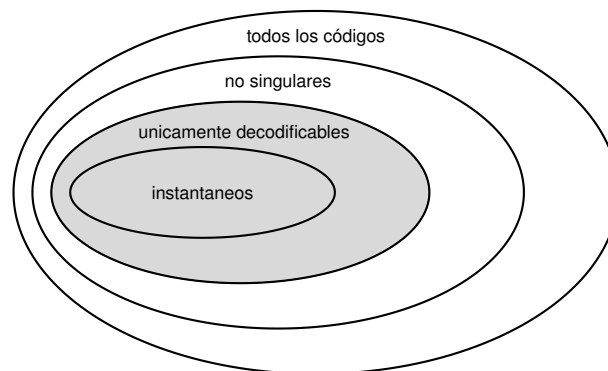 todos los códigos
no singulares
unicamente decodificables
instantaneos